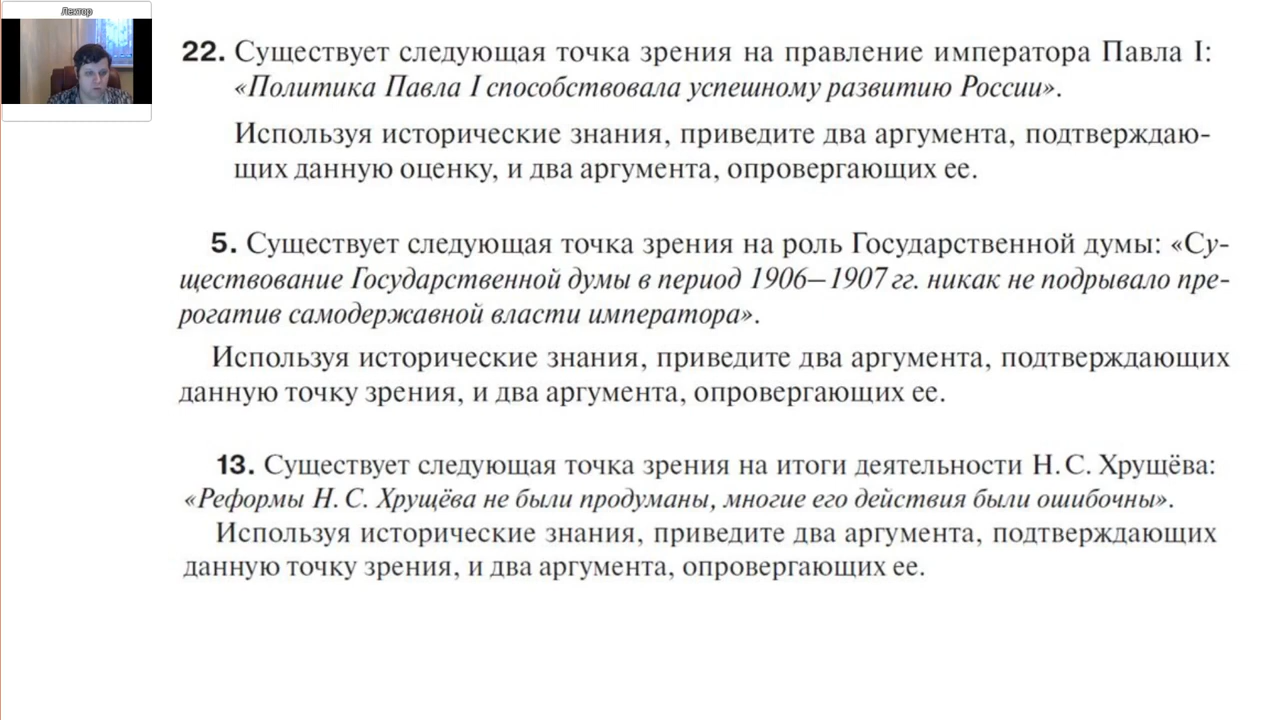 Лектор
22. Существует следующая точка зрения на правление императора Павла I:
«Политика Павла I способствовала успешному развитию России».
Используя исторические знания, приведите два аргумента, подтверждаю-
щих данную оценку, и два аргумента, опровергающих ее.
5. Существует следующая точка зрения на роль Государственной думы: «Су-
ществование Государственной думы в период 1906–1907 гг. никак не подрывало пре-
рогатив самодержавной власти императора».
Используя исторические знания, приведите два аргумента, подтверждающих
данную точку зрения, и два аргумента, опровергающих ее.
13. Существует следующая точка зрения на итоги деятельности Н. С. Хрущёва:
«Реформы Н. С. Хрущёва не были продуманы, многие его действия были ошибочны».
Используя исторические знания, приведите два аргумента, подтверждающих
данную точку зрения, и два аргумента, опровергающих ее.